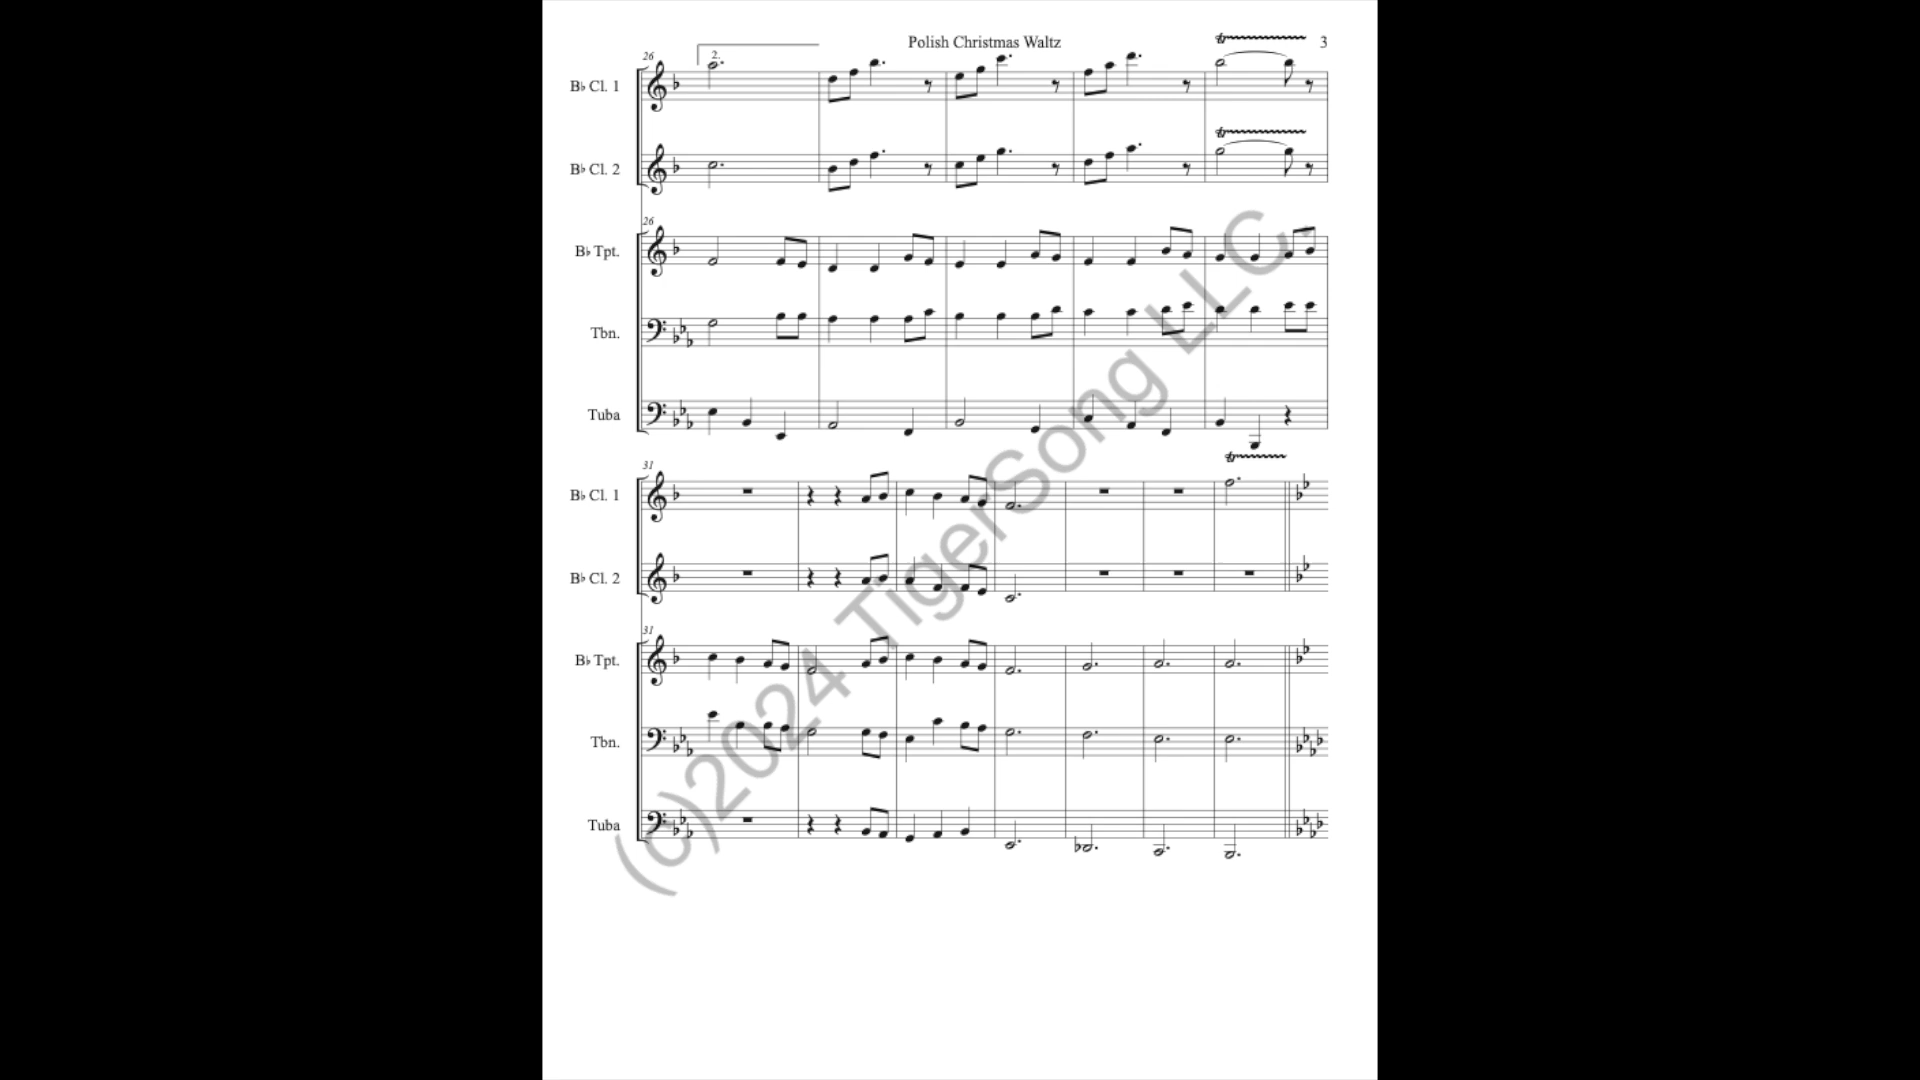 Polish Christmas Waltz
3
26
2.
B♭ Cl. 1
B♭ Cl. 2
26
B♭ Tpt.
Tbn.
Tuba
31
B♭ Cl. 1
B♭ Cl. 2
31
B♭ Tpt.
Tbn.
Tuba
(c)2024 TigerSong LLC.